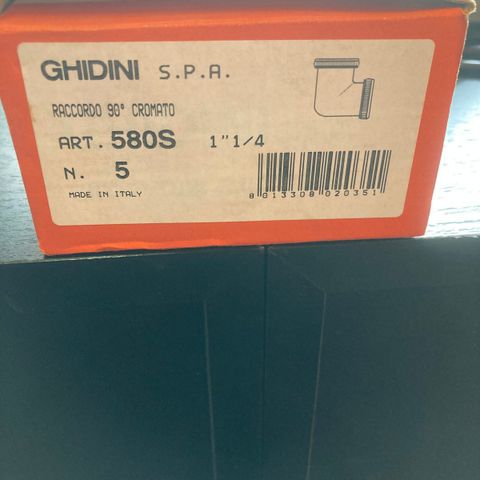 GHIDINI S.P.A.
RACCORDO 90° CROMATO
ART. 580S 1"1/4
N. 5
MADE IN ITALY
8 013308 020351